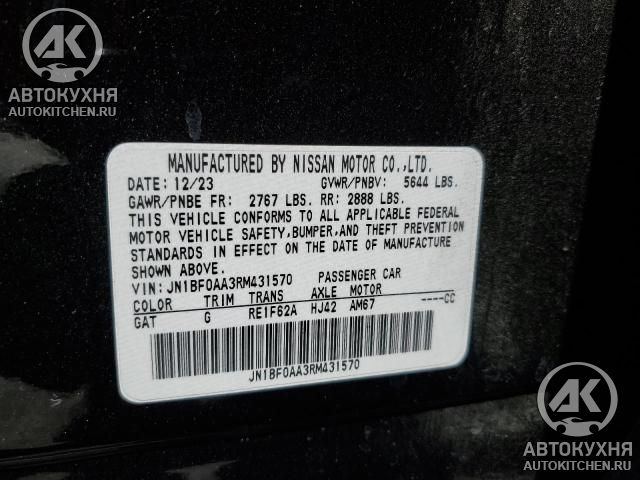 АК
АВТОКУХНЯ
AUTOKITCHEN.RU
MANUFACTURED BY NISSAN MOTOR CO.,LTD.
DATE: 12/23 GVWR/PNBV: 5644 LBS.
GAWR/PNBE FR: 2767 LBS. RR: 2888 LBS.
THIS VEHICLE CONFORMS TO ALL APPLICABLE FEDERAL
MOTOR VEHICLE SAFETY,BUMPER,AND THEFT PREVENTION
STANDARDS IN EFFECT ON THE DATE OF MANUFACTURE
SHOWN ABOVE.
VIN: JN1BF0AA3RM431570 PASSENGER CAR
COLOR TRIM TRANS AXLE MOTOR
GAT G RE1F62A HJ42 AM67 ----CC
JN1BF0AA3RM431570
АК
АВТОКУХНЯ
AUTOKITCHEN.RU